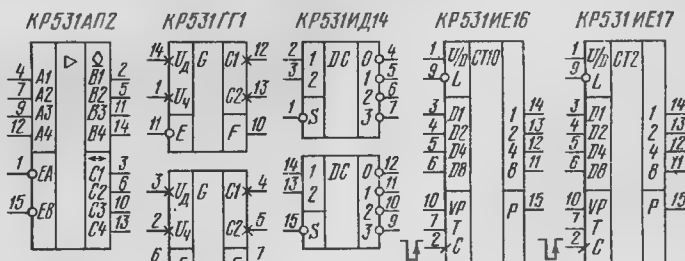 КР531АП2 КР531ГГ1 КР531ИД14 КР531ИЕ16 КР531ИЕ17
4 A1 ▷ ◇ B1 2
7 A2 B2 5
9 A3 B3 11
12 A4 B4 14
↔
1 EA C1 3
C2 6
15 EB C3 10
C4 13
14 Uд G C1 12
1 Uч C2 13
11 E F 10
3 Uд G C1 4
2 Uч C2 5
6 7
2 1 DC 0 4
3 2 1 5
2 6
1 S 3 7
14 1 DC 0 12
13 2 1 11
2 10
15 S 3 9
1 U/D CT10
9 L
3 D1 1 14
4 D2 2 13
5 D4 4 12
6 D8 8 11
10 VP P 15
7 T
2 C
1 U/D CT2
9 L
3 D1 1 14
4 D2 2 13
5 D4 4 12
6 D8 8 11
10 VP P 15
7 T
2 C